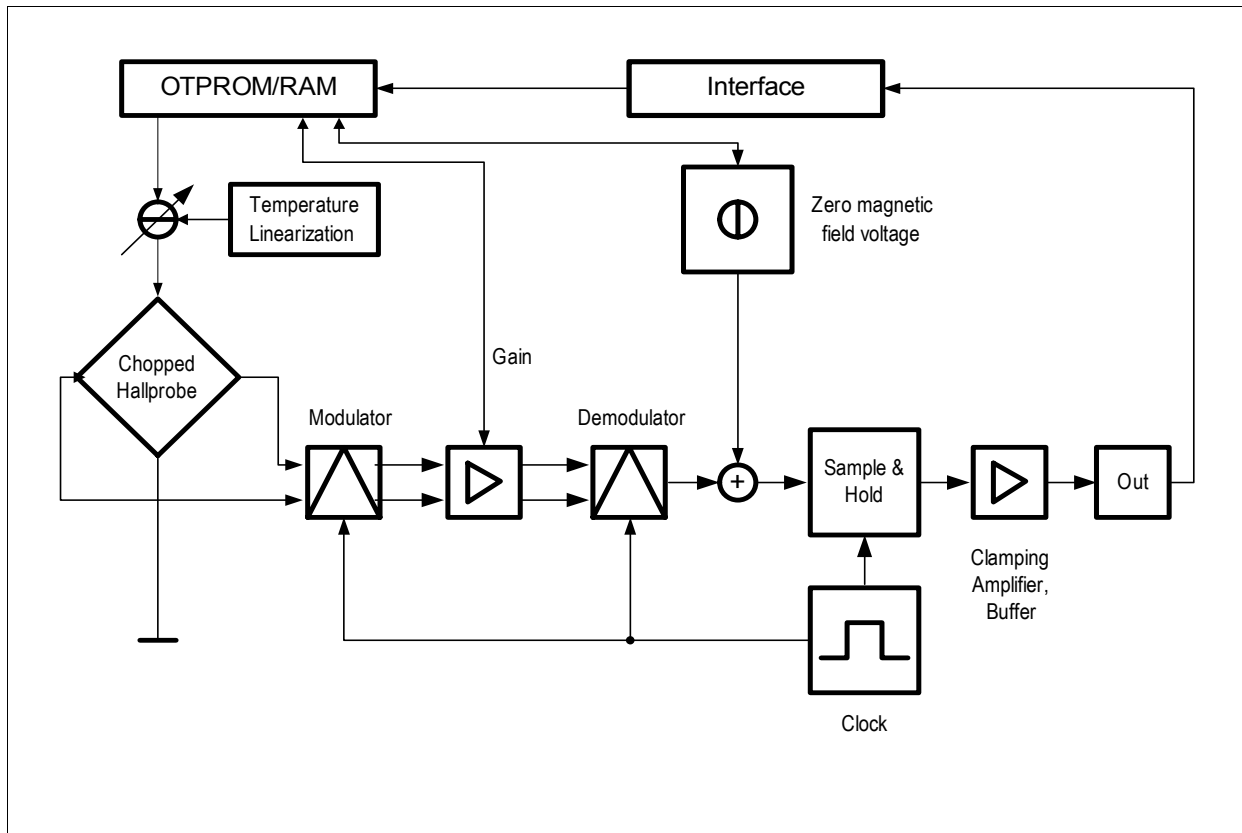 OTPROM/RAM
Interface
Temperature
Linearization
Zero magnetic
field voltage
Chopped
Hallprobe
Gain
Modulator
Demodulator
+
Sample &
Hold
Out
Clamping
Amplifier,
Buffer
Clock